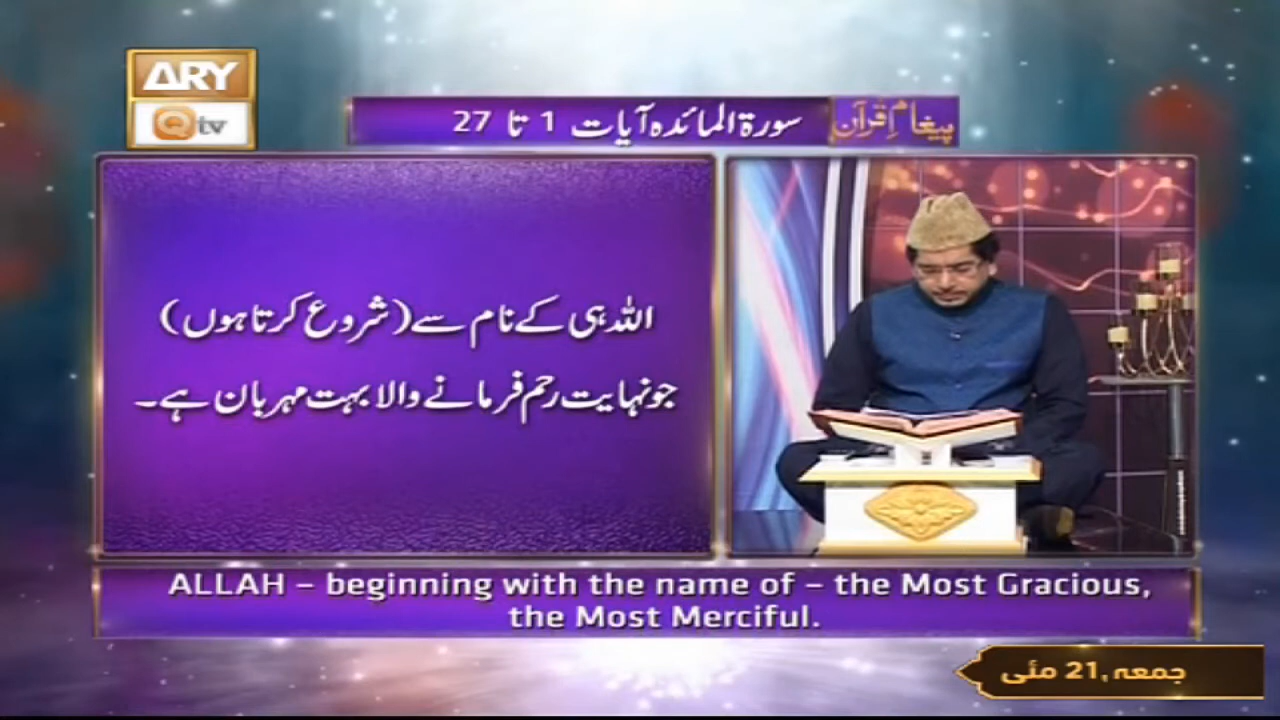 ARY
Qtv
پیغامِ قرآن
سورۃ المائدہ آیات 1 تا 27
اللہ ہی کے نام سے (شروع کرتا ہوں)
جو نہایت رحم فرمانے والا بہت مہربان ہے۔
ALLAH – beginning with the name of – the Most Gracious,
the Most Merciful.
جمعہ, 21 مئی